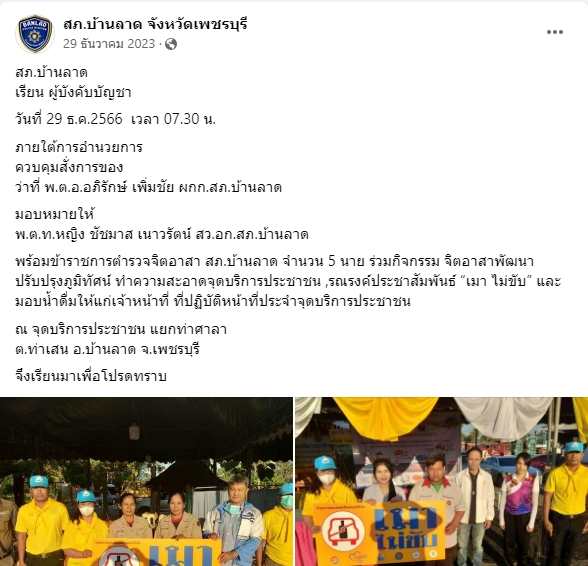 สภ.บ้านลาด จังหวัดเพชรบุรี
29 ธันวาคม 2023 ·
สภ.บ้านลาด
เรียน ผู้บังคับบัญชา
วันที่ 29 ธ.ค.2566 เวลา 07.30 น.
ภายใต้การอำนวยการ
ควบคุมสั่งการของ
ว่าที่ พ.ต.อ.อภิรักษ์ เพิ่มชัย ผกก.สภ.บ้านลาด
มอบหมายให้
พ.ต.ท.หญิง ชัชมาส เนาวรัตน์ สว.อก.สภ.บ้านลาด
พร้อมข้าราชการตำรวจจิตอาสา สภ.บ้านลาด จำนวน 5 นาย ร่วมกิจกรรม จิตอาสาพัฒนา
ปรับปรุงภูมิทัศน์ ทำความสะอาดจุดบริการประชาชน ,รณรงค์ประชาสัมพันธ์ “เมา ไม่ขับ” และ
มอบน้ำดื่มให้แก่เจ้าหน้าที่ ที่ปฏิบัติหน้าที่ประจำจุดบริการประชาชน
ณ จุดบริการประชาชน แยกท่าศาลา
ต.ท่าเสน อ.บ้านลาด จ.เพชรบุรี
จึงเรียนมาเพื่อโปรดทราบ
เมา
ไม่ขับ
เมา
ไม่ขับ